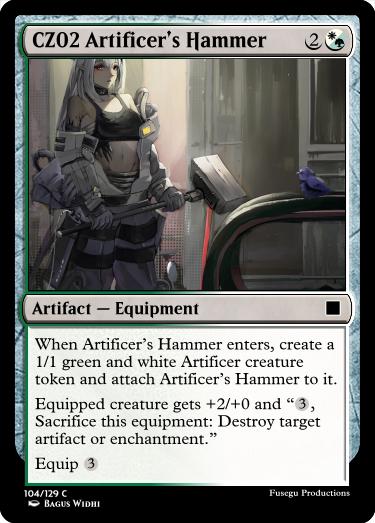 CZ02 Artificer's Hammer 2
Artifact — Equipment
When Artificer's Hammer enters, create a
1/1 green and white Artificer creature
token and attach Artificer's Hammer to it.
Equipped creature gets +2/+0 and “3,
Sacrifice this equipment: Destroy target
artifact or enchantment.”
Equip 3
104/129 C
Fusegu Productions
Bagus Widhi